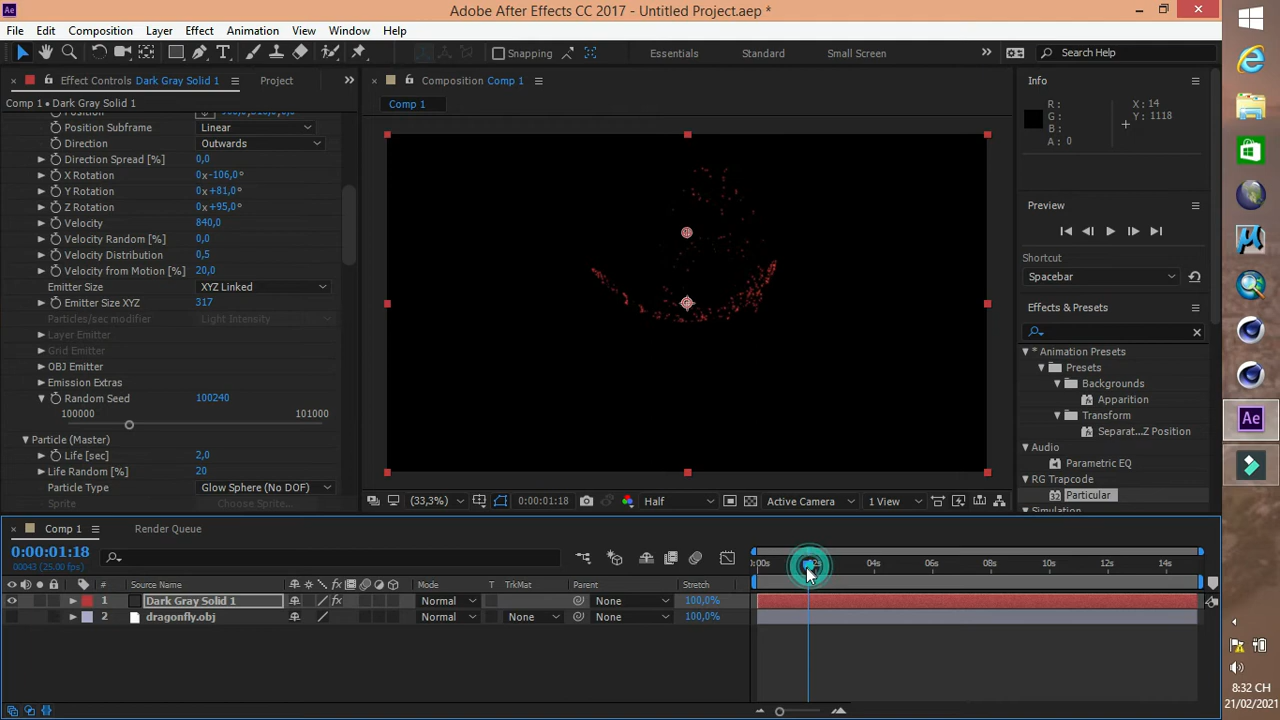 Adobe After Effects CC 2017 - Untitled Project.aep *
File Edit Composition Layer Effect Animation View Window Help
Snapping Essentials Standard Small Screen Search Help
Effect Controls Dark Gray Solid 1 Project Composition Comp 1 Info
Comp 1 • Dark Gray Solid 1 Comp 1
R: X: 14
G: Y: 1118
B:
A: 0
Position Subframe Linear
Direction Outwards
Direction Spread [%] 0,0
X Rotation 0x-106,0°
Y Rotation 0x+81,0°
Z Rotation 0x+95,0°
Velocity 840,0
Velocity Random [%] 0,0
Velocity Distribution 0,5
Velocity from Motion [%] 20,0
Emitter Size XYZ Linked
Emitter Size XYZ 317
Particles/sec modifier Light Intensity
Layer Emitter
Grid Emitter
OBJ Emitter
Emission Extras
Random Seed 100240
100000 101000
Particle (Master)
Life [sec] 2,0
Life Random [%] 20
Particle Type Glow Sphere (No DOF)
Sprite Choose Sprite...
Preview
Shortcut
Spacebar
Effects & Presets
* Animation Presets
Presets
Backgrounds
Apparition
Transform
Separat...Z Position
Audio
Parametric EQ
RG Trapcode
Particular
Simulation
(33,3%) 0:00:01:18 Half Active Camera 1 View
Comp 1 Render Queue
0:00:01:18
00043 (25.00 fps)
:00s 04s 06s 08s 10s 12s 14s
# Source Name Mode T TrkMat Parent Stretch
1 Dark Gray Solid 1 Normal None 100,0%
2 dragonfly.obj Normal None None 100,0%
8:32 CH
21/02/2021